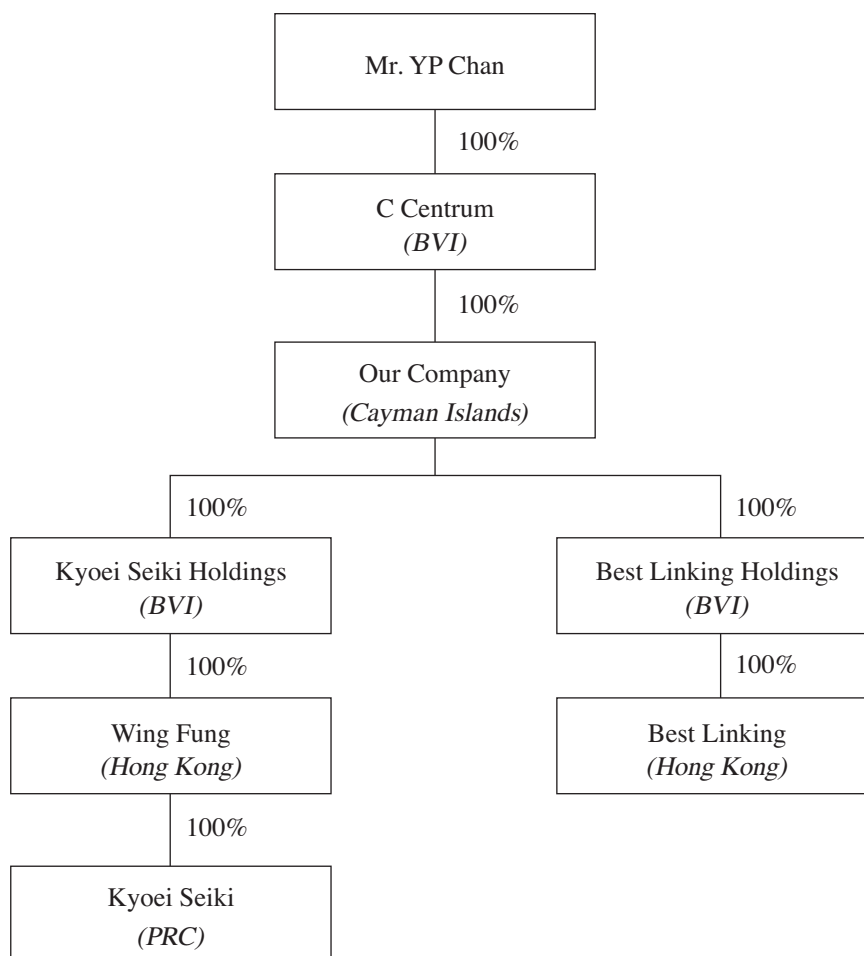 Mr. YP Chan
100%
C Centrum
(BVI)
100%
Our Company
(Cayman Islands)
100%
100%
Kyoei Seiki Holdings
(BVI)
Best Linking Holdings
(BVI)
100%
100%
Wing Fung
(Hong Kong)
Best Linking
(Hong Kong)
100%
Kyoei Seiki
(PRC)